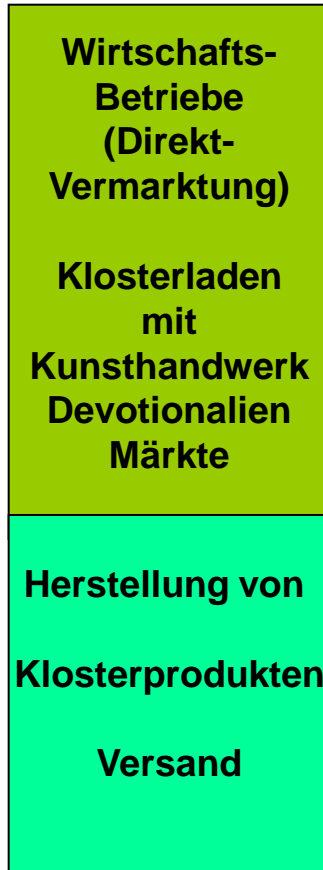 Wirtschafts-
Betriebe
(Direkt-
Vermarktung)
Klosterladen
mit
Kunsthandwerk
Devotionalien
Märkte
Herstellung von
Klosterprodukten
Versand